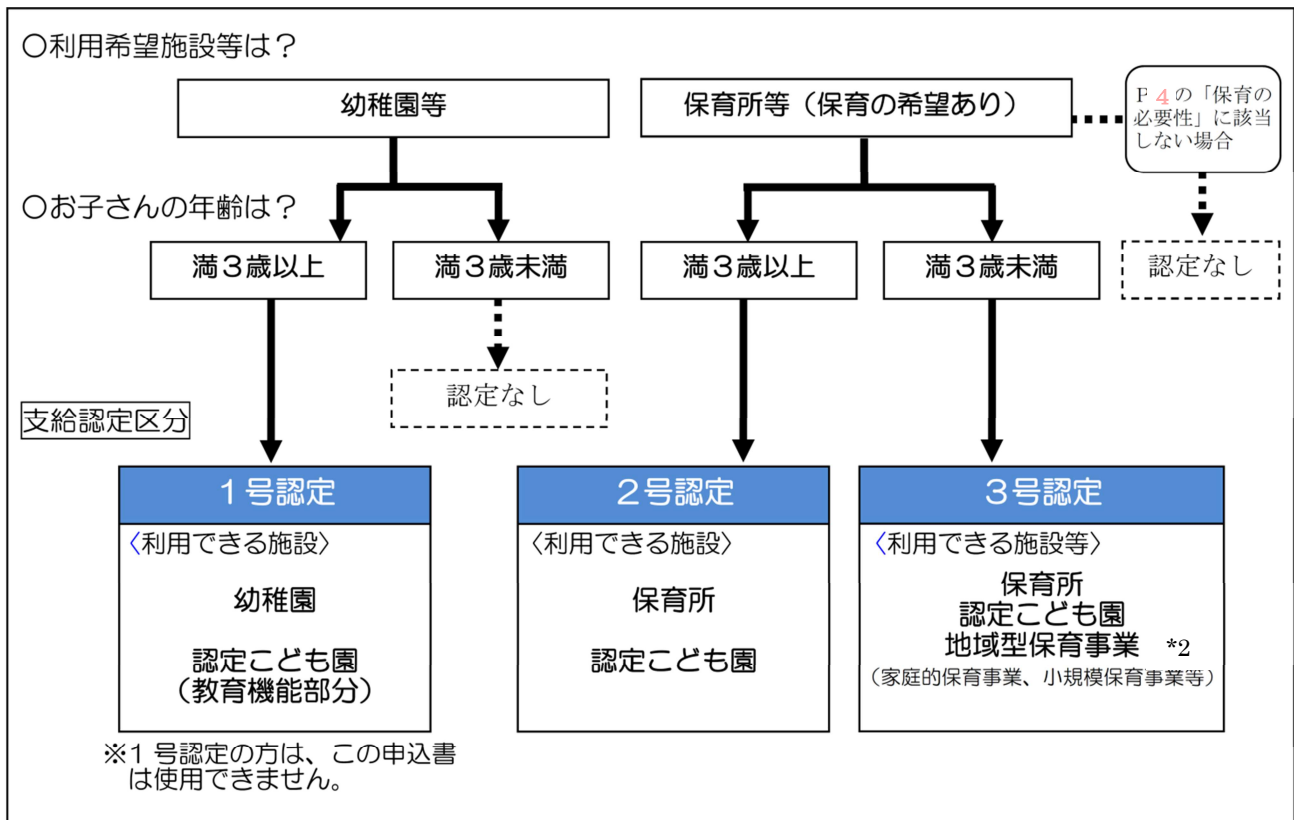 〇利用希望施設等は？
幼稚園等
保育所等（保育の希望あり）
P 4 の「保育の
必要性」に該当
しない場合
〇お子さんの年齢は？
満３歳以上
満３歳未満
満３歳以上
満３歳未満
認定なし
認定なし
支給認定区分
１号認定
〈利用できる施設〉
幼稚園
認定こども園
（教育機能部分）
※１号認定の方は、この申込書
は使用できません。
２号認定
〈利用できる施設〉
保育所
認定こども園
３号認定
〈利用できる施設等〉
保育所
認定こども園
地域型保育事業 *2
（家庭的保育事業、小規模保育事業等）